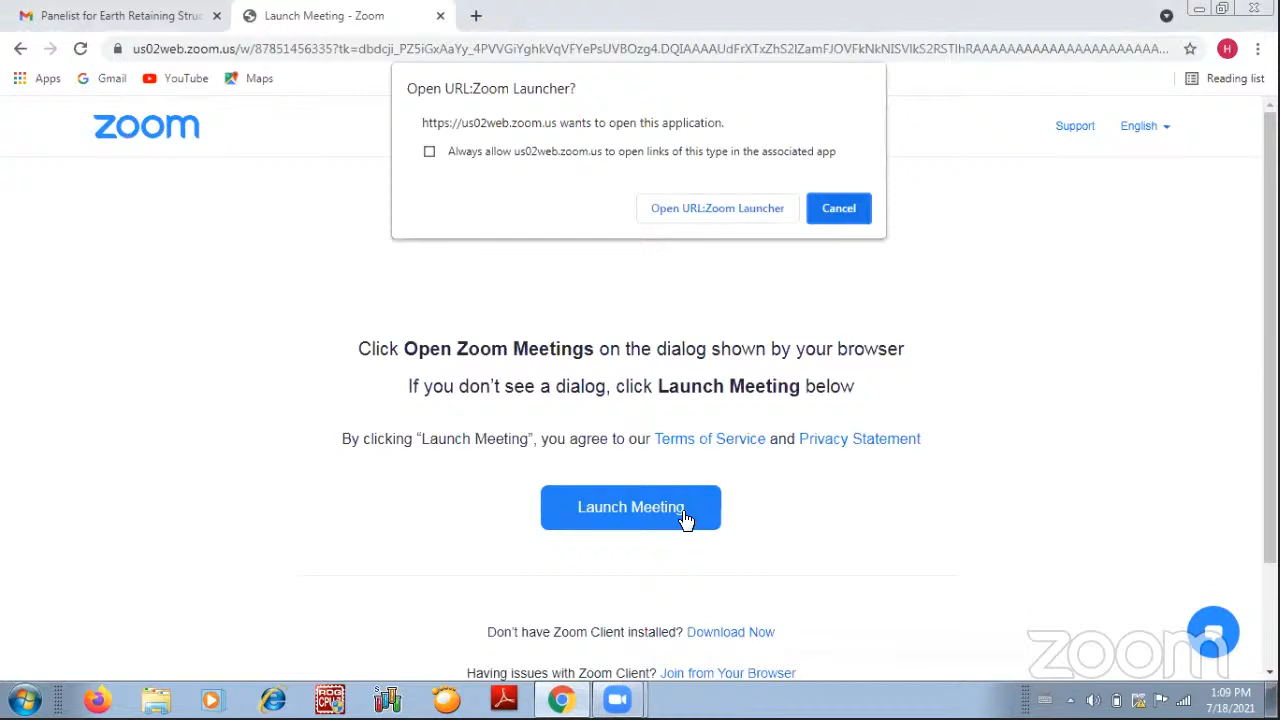 Panelist for Earth Retaining Struc
Launch Meeting - Zoom
us02web.zoom.us/w/87851456335?tk=dbdcji_PZ5iGxAaYy_4PVVGiYghkVqVFYePsUVBOzg4.DQIAAAAUdFrXTxZhS2lZamFJOVFkNkNISVlkS2RSTlhRAAAAAAAAAAAAAAAAAAAAAA...
H
Apps
Gmail
YouTube
Maps
Reading list
Open URL:Zoom Launcher?
https://us02web.zoom.us wants to open this application.
Always allow us02web.zoom.us to open links of this type in the associated app
Open URL:Zoom Launcher
Cancel
zoom
Support
English
Click Open Zoom Meetings on the dialog shown by your browser
If you don't see a dialog, click Launch Meeting below
By clicking “Launch Meeting”, you agree to our Terms of Service and Privacy Statement
Launch Meeting
Don't have Zoom Client installed? Download Now
Having issues with Zoom Client? Join from Your Browser
zoom
ROG
CPU-Z
1:09 PM
7/18/2021